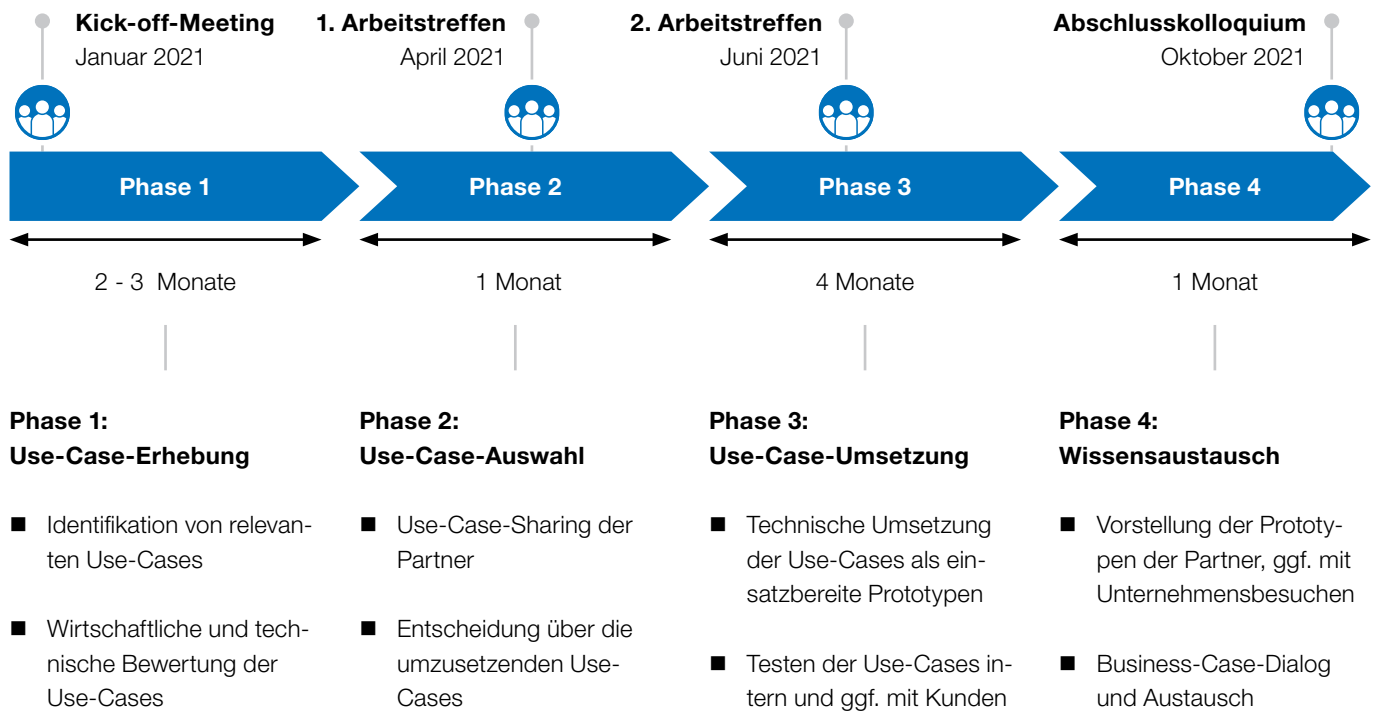 Kick-off-Meeting
Januar 2021
1. Arbeitstreffen
April 2021
2. Arbeitstreffen
Juni 2021
Abschlusskolloquium
Oktober 2021
Phase 1
Phase 2
Phase 3
Phase 4
2 - 3 Monate
1 Monat
4 Monate
1 Monat
Phase 1:
Use-Case-Erhebung
■ Identifikation von relevan-
ten Use-Cases
■ Wirtschaftliche und tech-
nische Bewertung der
Use-Cases
Phase 2:
Use-Case-Auswahl
■ Use-Case-Sharing der
Partner
■ Entscheidung über die
umzusetzenden Use-
Cases
Phase 3:
Use-Case-Umsetzung
■ Technische Umsetzung
der Use-Cases als ein-
satzbereite Prototypen
■ Testen der Use-Cases in-
tern und ggf. mit Kunden
Phase 4:
Wissensaustausch
■ Vorstellung der Prototy-
pen der Partner, ggf. mit
Unternehmensbesuchen
■ Business-Case-Dialog
und Austausch